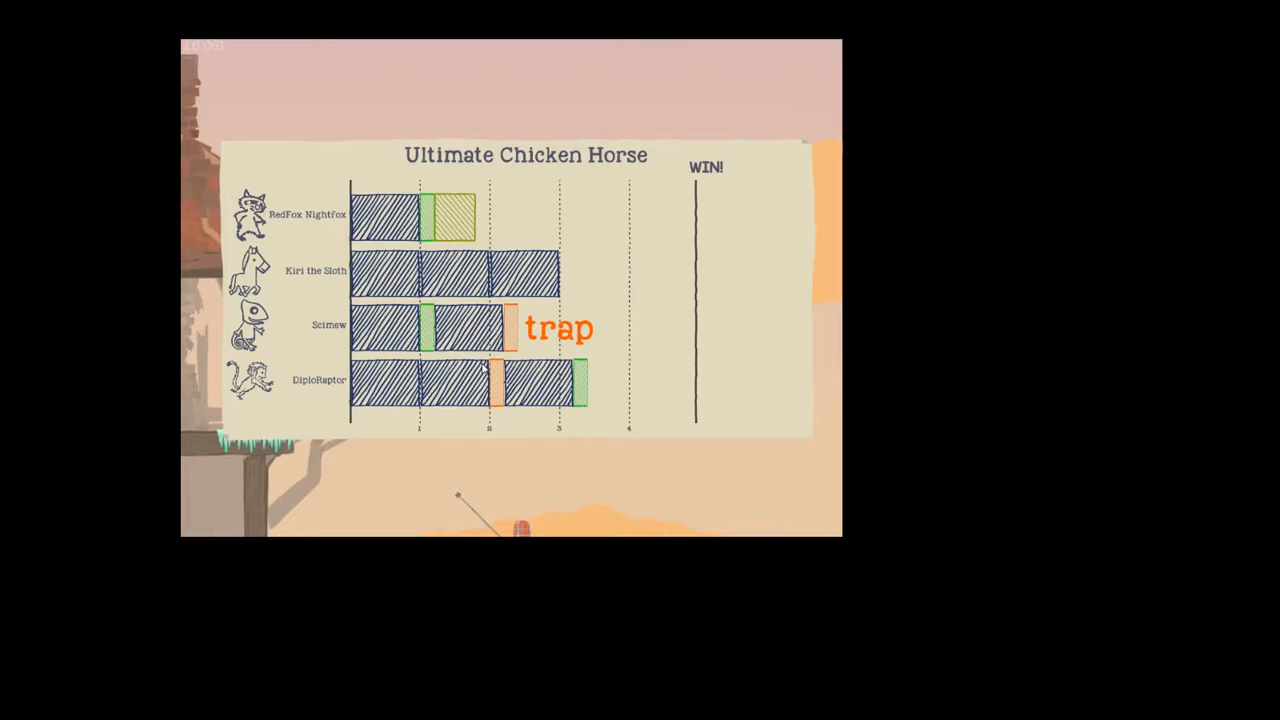 Ultimate Chicken Horse
WIN!
RedFox Nightfox
Kiri the Sloth
Scimew
trap
DiploRaptor
1 2 3 4